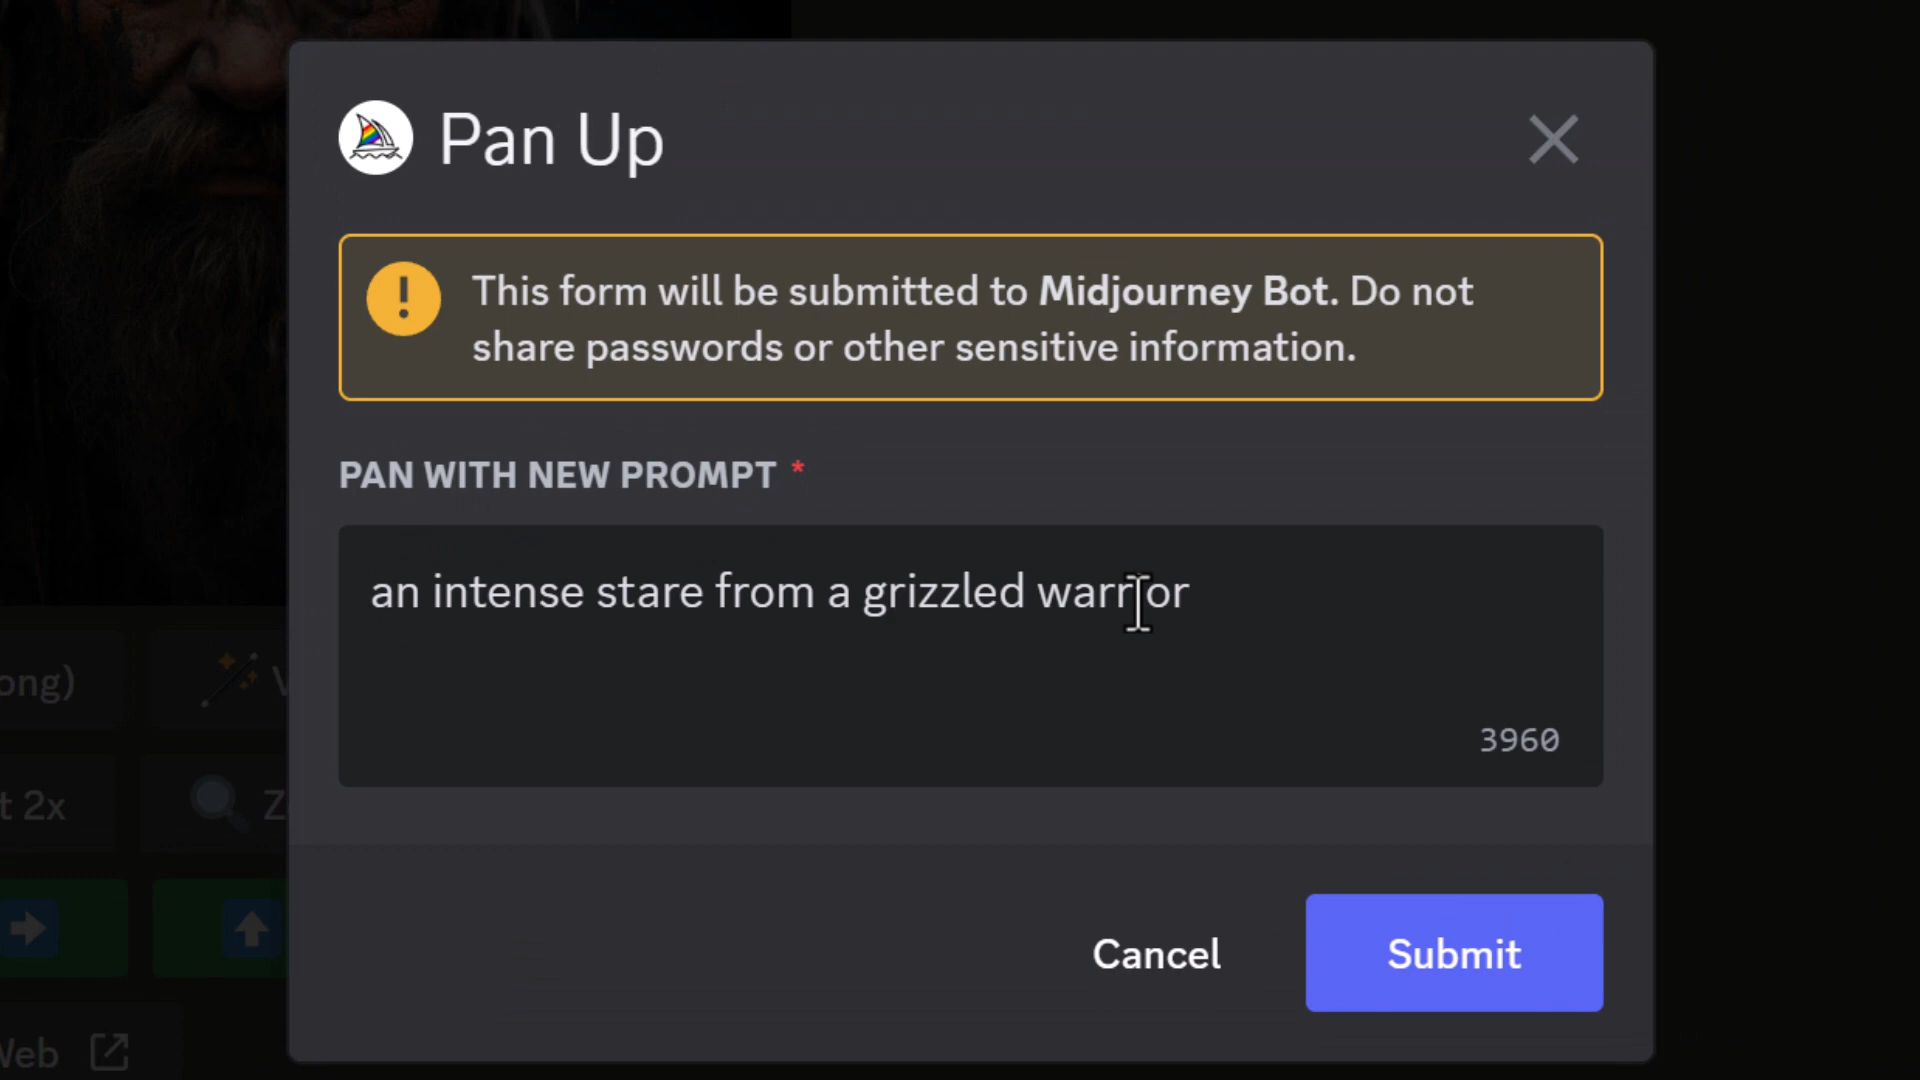 Pan Up
This form will be submitted to Midjourney Bot. Do not
share passwords or other sensitive information.
PAN WITH NEW PROMPT *
an intense stare from a grizzled warrior
3960
ong)
V
t 2x
Z
Cancel
Submit
Web